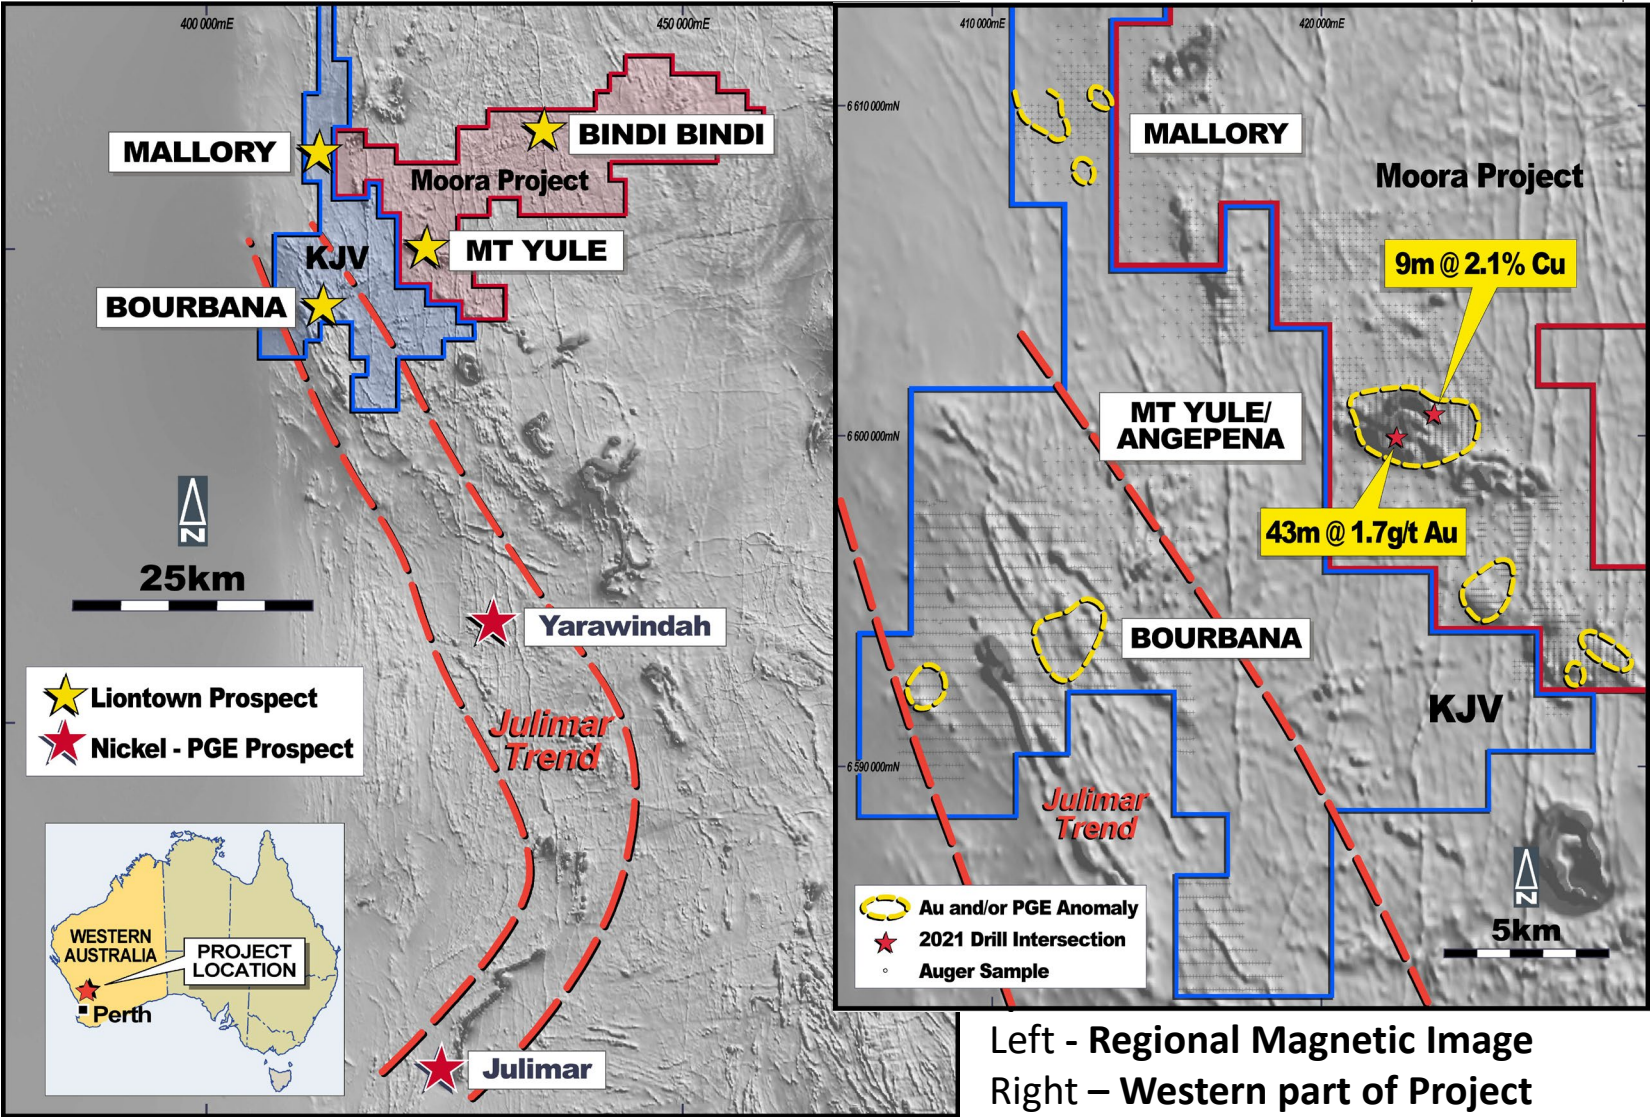 400 000mE
450 000mE
MALLORY
BINDI BINDI
Moora Project
KJV
MT YULE
BOURBANA
N
25km
Yarawindah
Liontown Prospect
Nickel - PGE Prospect
Julimar
Trend
WESTERN
AUSTRALIA
PROJECT
LOCATION
Perth
Julimar
410 000mE
420 000mE
6 610 000mN
MALLORY
Moora Project
9m @ 2.1% Cu
MT YULE/
ANGEPENA
6 600 000mN
43m @ 1.7g/t Au
BOURBANA
KJV
6 590 000mN
Julimar
Trend
N
5km
Au and/or PGE Anomaly
2021 Drill Intersection
Auger Sample
Left - Regional Magnetic Image
Right – Western part of Project